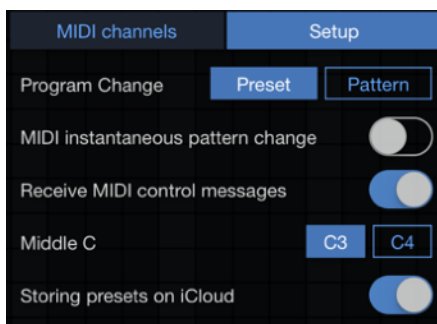 MIDI channels Setup
Program Change Preset Pattern
MIDI instantaneous pattern change
Receive MIDI control messages
Middle C C3 C4
Storing presets on iCloud